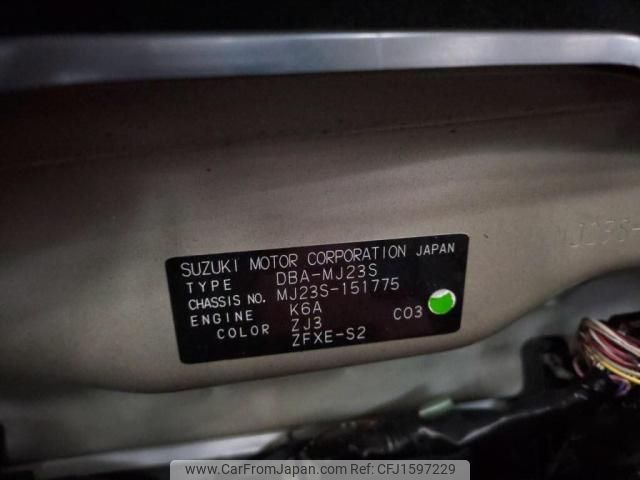 SUZUKI MOTOR CORPORATION JAPAN
TYPE DBA-MJ23S
CHASSIS NO. MJ23S-151775
ENGINE K6A
COLOR ZJ3 C03
ZFXE-S2
MJ23S-
www.CarFromJapan.com - CFJ1597229